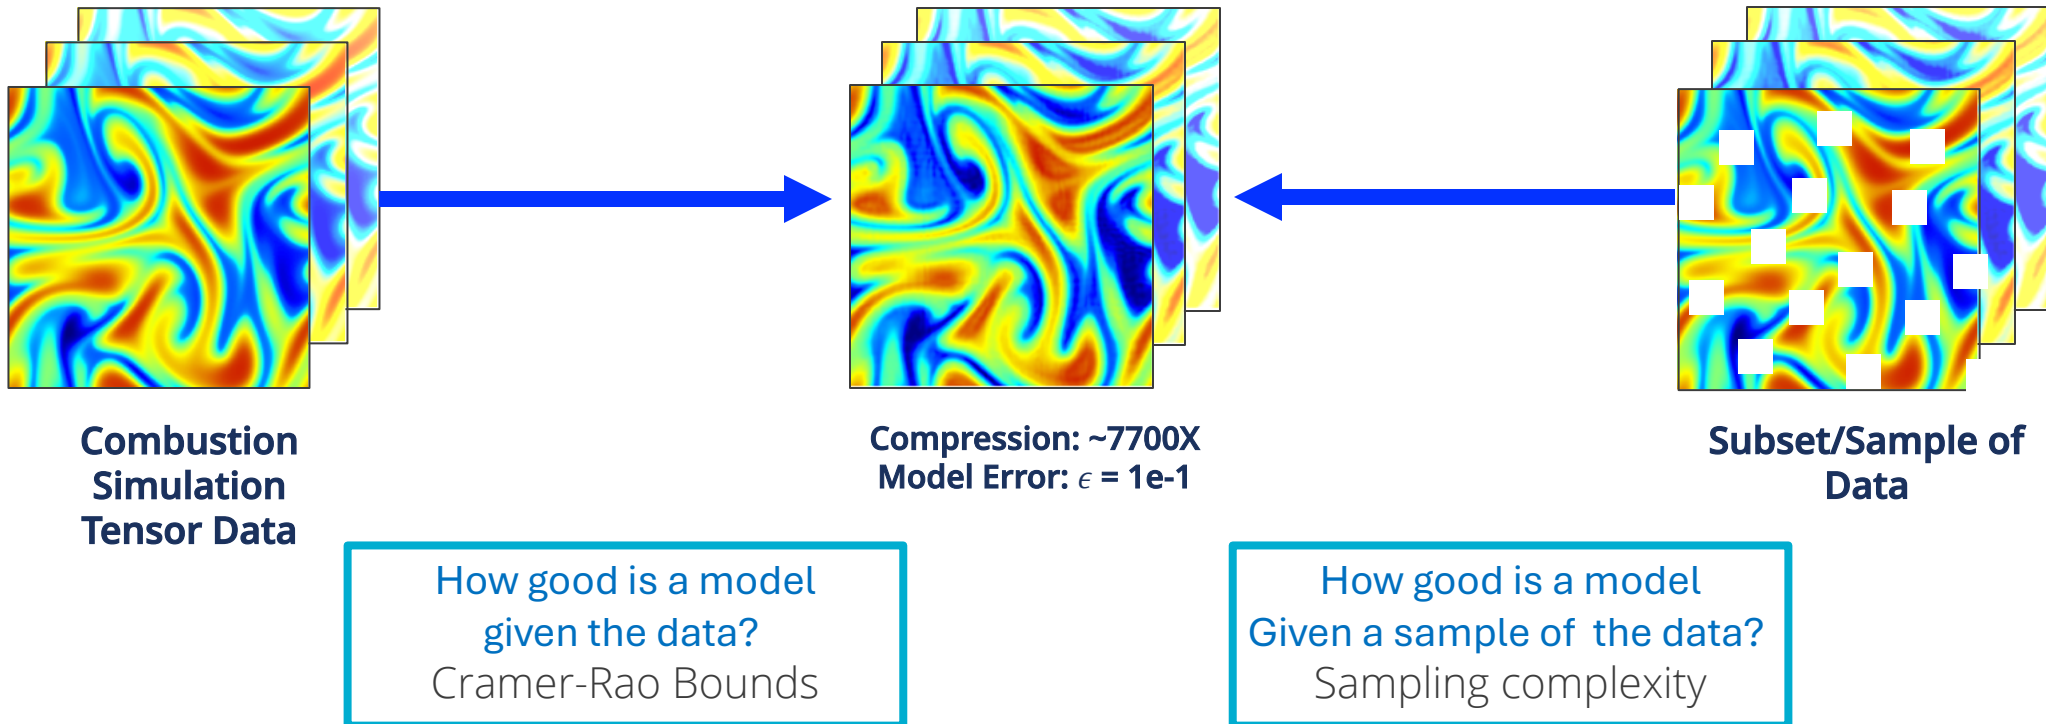 Combustion
Simulation
Tensor Data
Compression: ~7700X
Model Error: ϵ = 1e-1
Subset/Sample of
Data
How good is a model
given the data?
Cramer-Rao Bounds
How good is a model
Given a sample of the data?
Sampling complexity